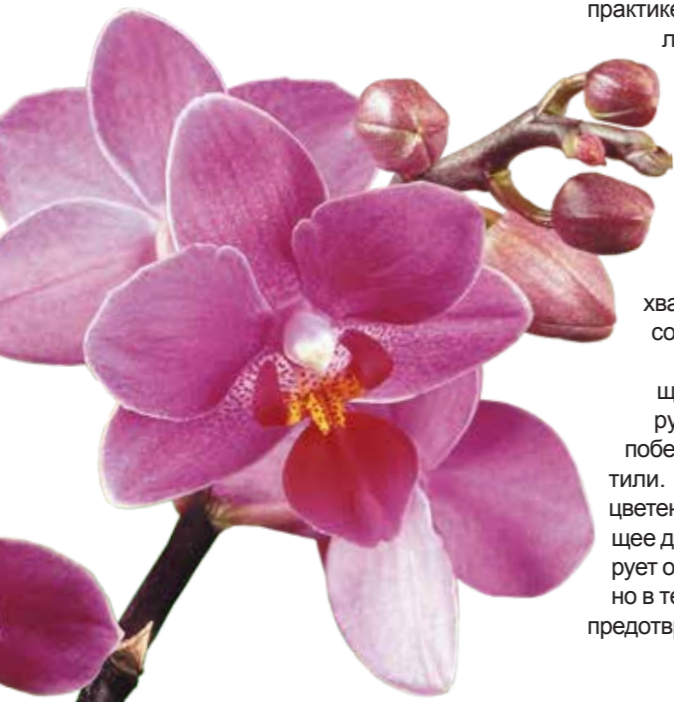 практике
л
хва
со
щ
ру
побе
тили.
цветен
щее д
рует о
но в те
предотвр